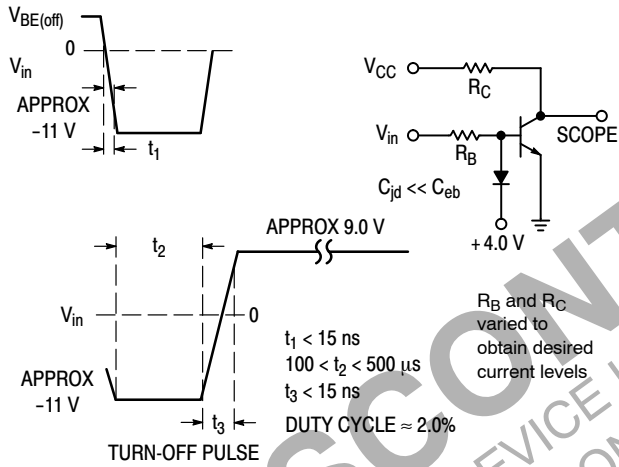 V_BE(off)
0
V_in
APPROX
−11 V
t_1
V_CC
R_C
V_in
R_B
SCOPE
C_jd << C_eb
+ 4.0 V
t_2
APPROX 9.0 V
V_in
0
APPROX
−11 V
t_3
TURN-OFF PULSE
t_1 < 15 ns
100 < t_2 < 500 μs
t_3 < 15 ns
DUTY CYCLE ≈ 2.0%
R_B and R_C
varied to
obtain desired
current levels
DISCONT
DEVICE